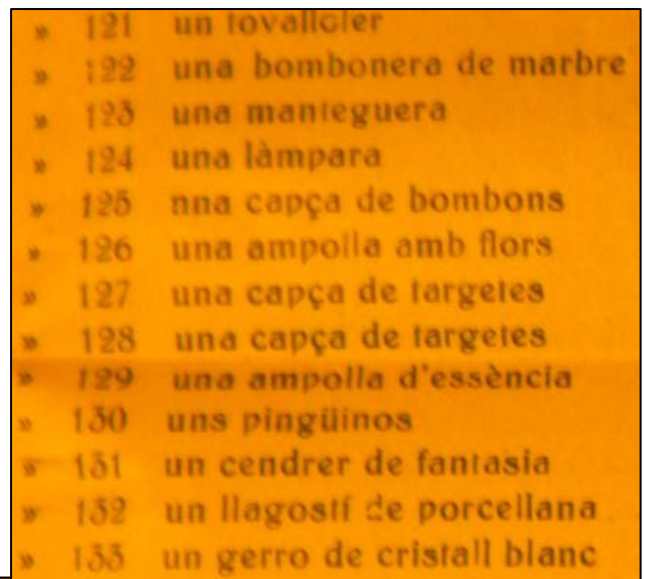 » 121 un tovalloler
» 122 una bombonera de marbre
» 123 una manteguera
» 124 una làmpara
» 125 nna capça de bombons
» 126 una ampolla amb flors
» 127 una capça de targetes
» 128 una capça de targetes
» 129 una ampolla d'essència
» 130 uns pingüinos
» 131 un cendrer de fantasia
» 132 un llagostí de porcellana
» 133 un gerro de cristall blanc